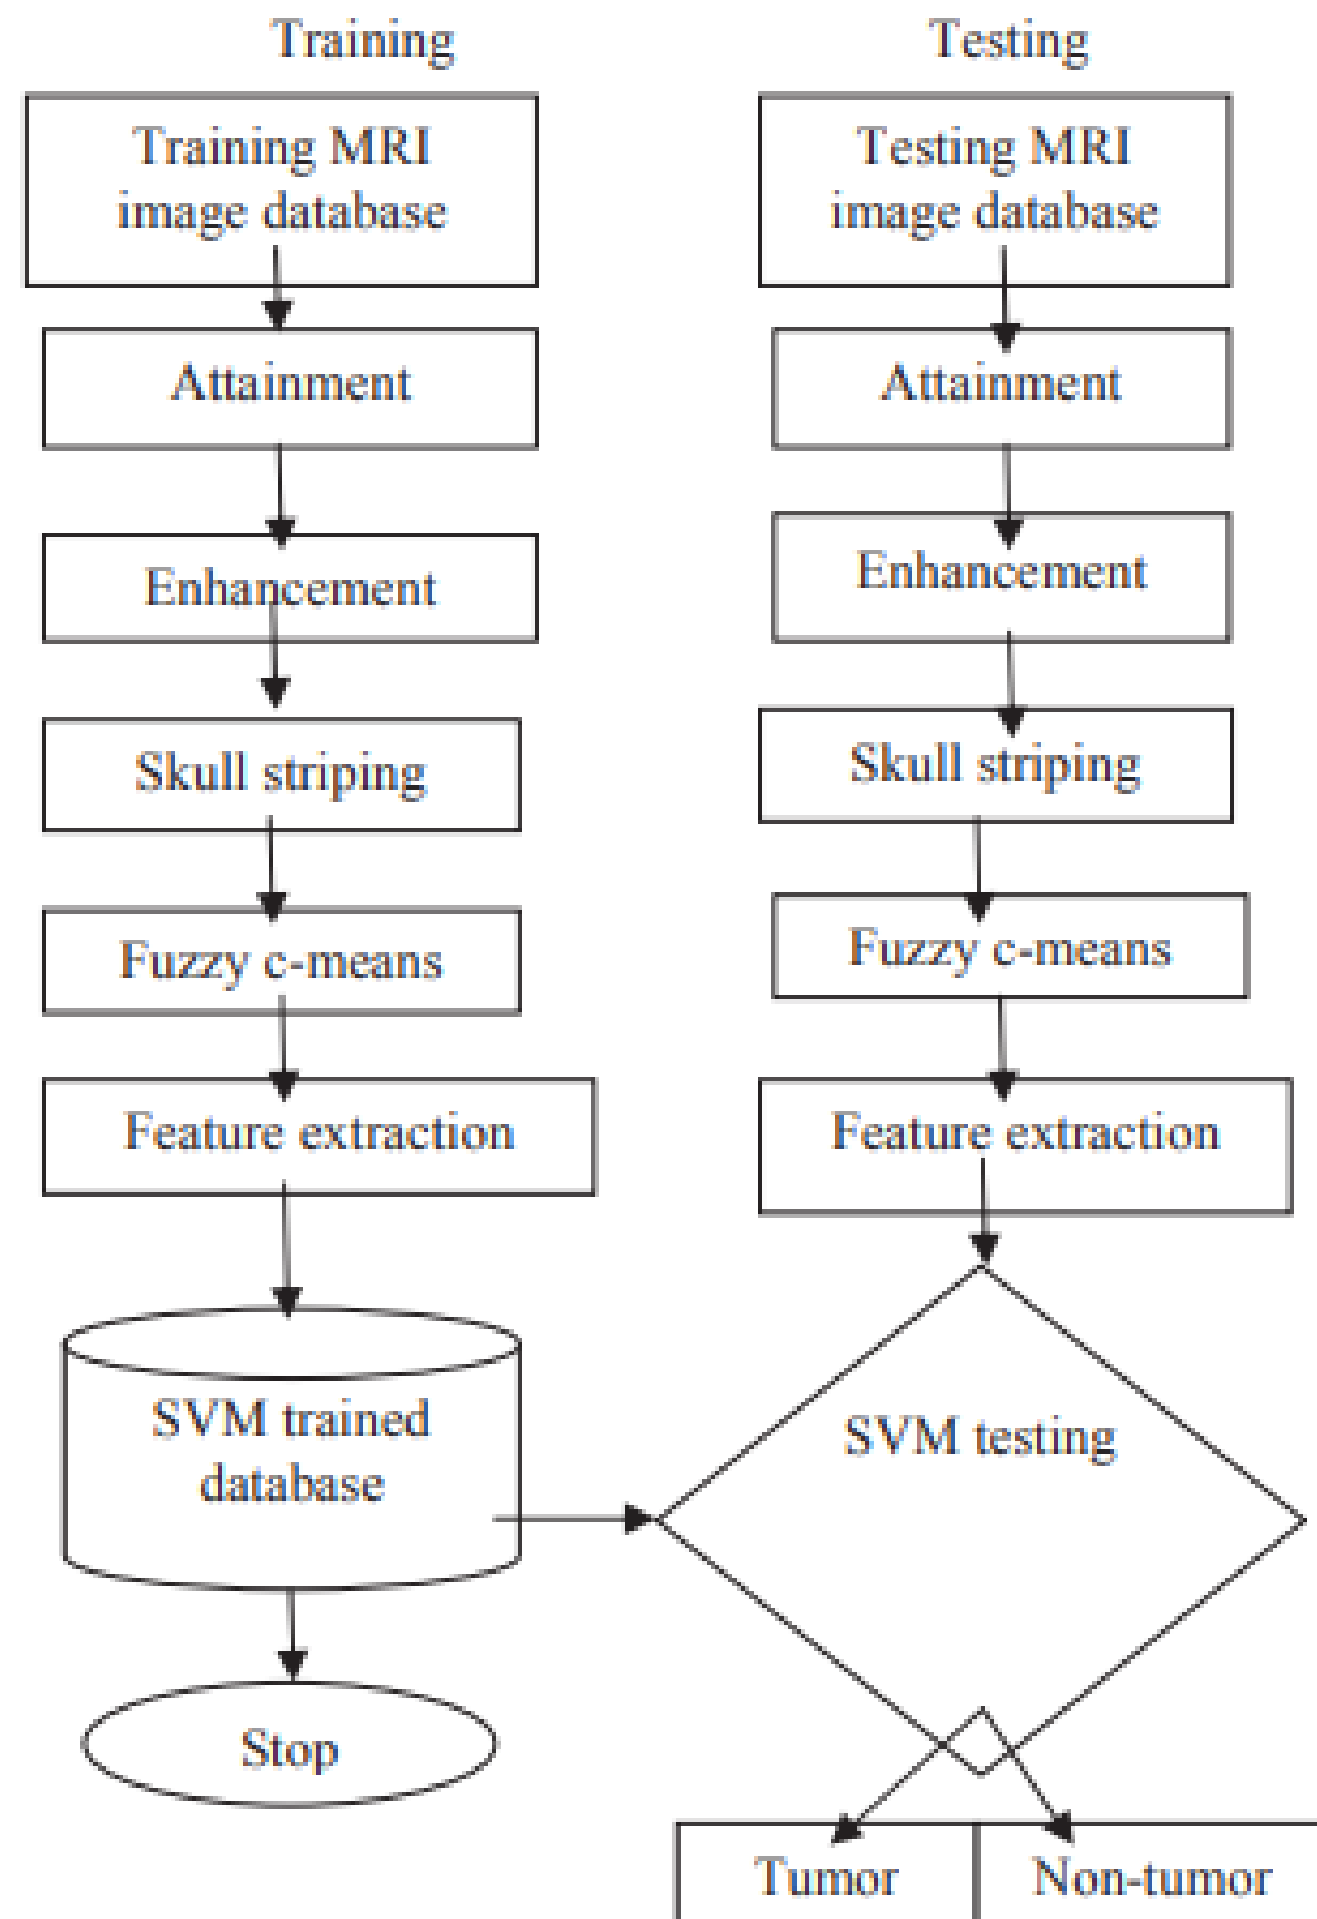 Training
Training MRI
image database
Attainment
Enhancement
Skull striping
Fuzzy c-means
Feature extraction
SVM trained
database
Stop
Testing
Testing MRI
image database
Attainment
Enhancement
Skull striping
Fuzzy c-means
Feature extraction
SVM testing
Tumor
Non-tumor